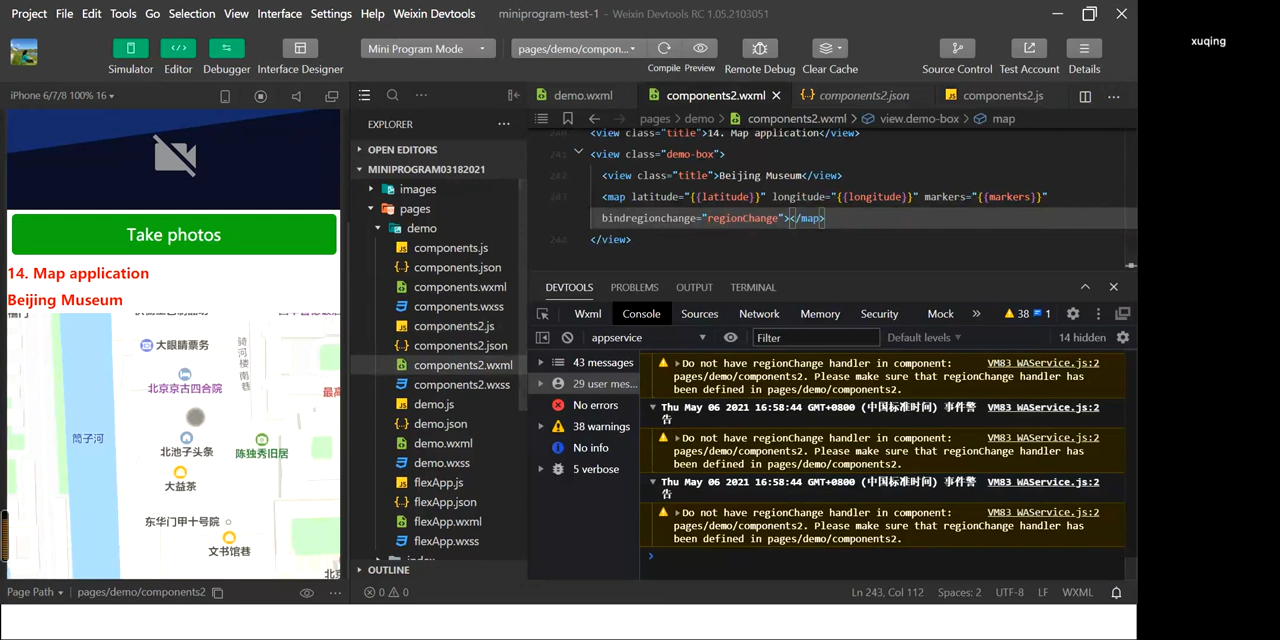 Project File Edit Tools Go Selection View Interface Settings Help Weixin Devtools miniprogram-test-1 - Weixin Devtools RC 1.05.2103051
xuqing
Mini Program Mode pages/demo/compon...
Simulator Editor Debugger Interface Designer Compile Preview Remote Debug Clear Cache Source Control Test Account Details
iPhone 6/7/8 100% 16
demo.wxml components2.wxml components2.json components2.js
pages > demo > components2.wxml > view.demo-box > map
Take photos
14. Map application
Beijing Museum
大眼睛票务
骑河楼南巷
北京京古四合院
筒子河
北池子头条
陈独秀旧居
大益茶
东华门甲十号院
文书馆巷
EXPLORER
OPEN EDITORS
MINIPROGRAM03182021
images
pages
demo
components.js
components.json
components.wxml
components.wxss
components2.js
components2.json
components2.wxml
components2.wxss
demo.js
demo.json
demo.wxml
demo.wxss
flexApp.js
flexApp.json
flexApp.wxml
flexApp.wxss
OUTLINE
<view class="title">14. Map application</view>
241 <view class="demo-box">
<view class="title">Beijing Museum</view>
<map latitude="{{latitude}}" longitude="{{longitude}}" markers="{{markers}}"
bindregionchange="regionChange"></map>
</view>
DEVTOOLS PROBLEMS OUTPUT TERMINAL
Wxml Console Sources Network Memory Security Mock » 38 1
appservice Filter Default levels 14 hidden
43 messages
29 user mes...
No errors
38 warnings
No info
5 verbose
Do not have regionChange handler in component: VM83 WAService.js:2
pages/demo/components2. Please make sure that regionChange handler has
been defined in pages/demo/components2.
Thu May 06 2021 16:58:44 GMT+0800 (中国标准时间) 事件警 VM83 WAService.js:2
告
Do not have regionChange handler in component: VM83 WAService.js:2
pages/demo/components2. Please make sure that regionChange handler has
been defined in pages/demo/components2.
Thu May 06 2021 16:58:44 GMT+0800 (中国标准时间) 事件警 VM83 WAService.js:2
告
Do not have regionChange handler in component: VM83 WAService.js:2
pages/demo/components2. Please make sure that regionChange handler has
been defined in pages/demo/components2.
Page Path pages/demo/components2 0 0 Ln 243, Col 112 Spaces: 2 UTF-8 LF WXML